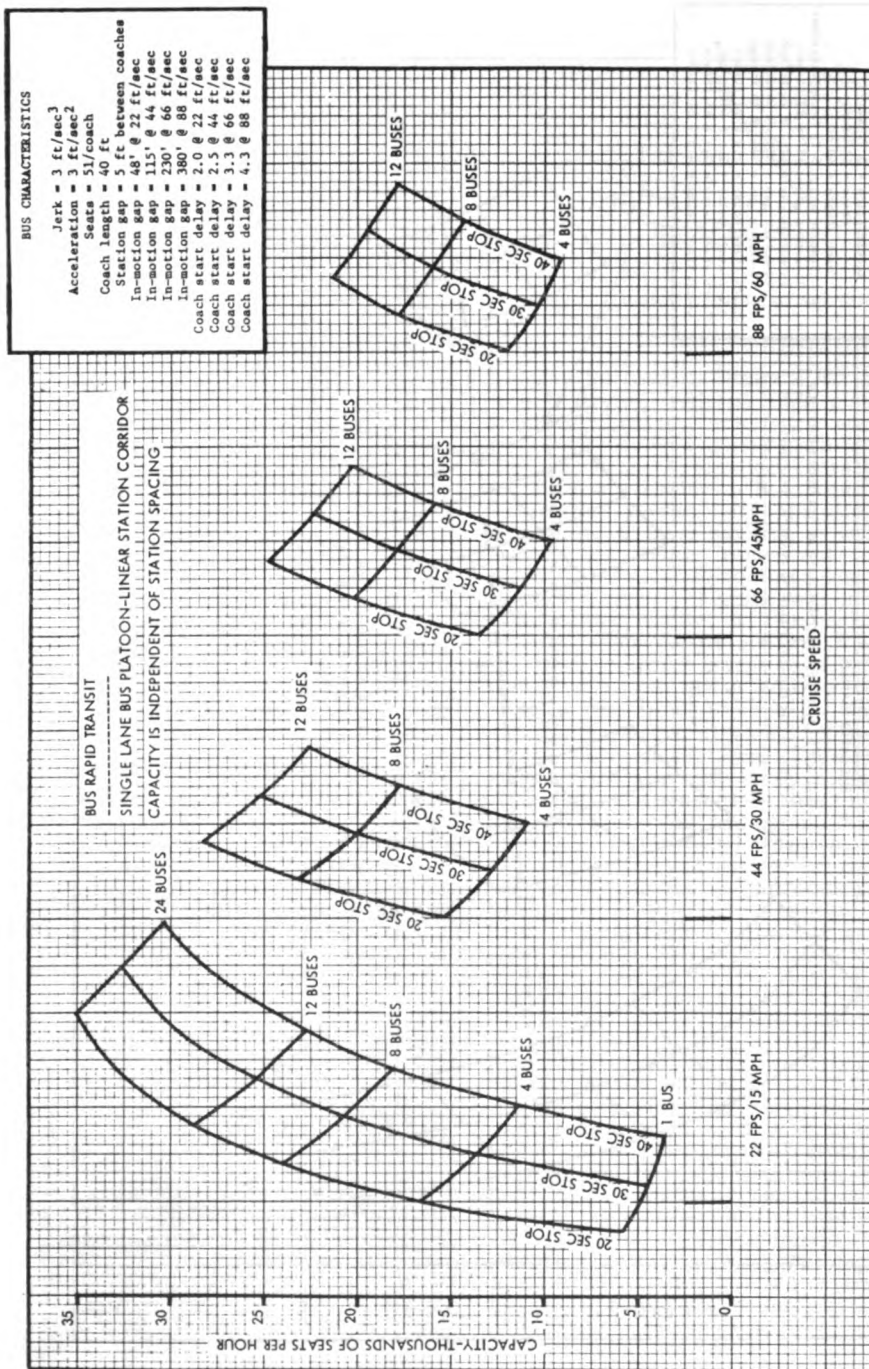 BUS CHARACTERISTICS
Jerk = 3 ft/sec3
Acceleration = 3 ft/sec2
Seats = 51/coach
Coach length = 40 ft
Station gap = 5 ft between coaches
In-motion gap = 48' @ 22 ft/sec
In-motion gap = 115' @ 44 ft/sec
In-motion gap = 230' @ 66 ft/sec
In-motion gap = 380' @ 88 ft/sec
Coach start delay = 2.0 @ 22 ft/sec
Coach start delay = 2.5 @ 44 ft/sec
Coach start delay = 3.3 @ 66 ft/sec
Coach start delay = 4.3 @ 88 ft/sec
BUS RAPID TRANSIT
SINGLE LANE BUS PLATOON-LINEAR STATION CORRIDOR
CAPACITY IS INDEPENDENT OF STATION SPACING
CAPACITY-THOUSANDS OF SEATS PER HOUR
35
30
25
20
15
10
5
0
24 BUSES
12 BUSES
8 BUSES
4 BUSES
1 BUS
20 SEC STOP
30 SEC STOP
40 SEC STOP
12 BUSES
8 BUSES
4 BUSES
20 SEC STOP
30 SEC STOP
40 SEC STOP
12 BUSES
8 BUSES
4 BUSES
20 SEC STOP
30 SEC STOP
40 SEC STOP
12 BUSES
8 BUSES
4 BUSES
20 SEC STOP
30 SEC STOP
40 SEC STOP
22 FPS/15 MPH
44 FPS/30 MPH
66 FPS/45MPH
88 FPS/60 MPH
CRUISE SPEED